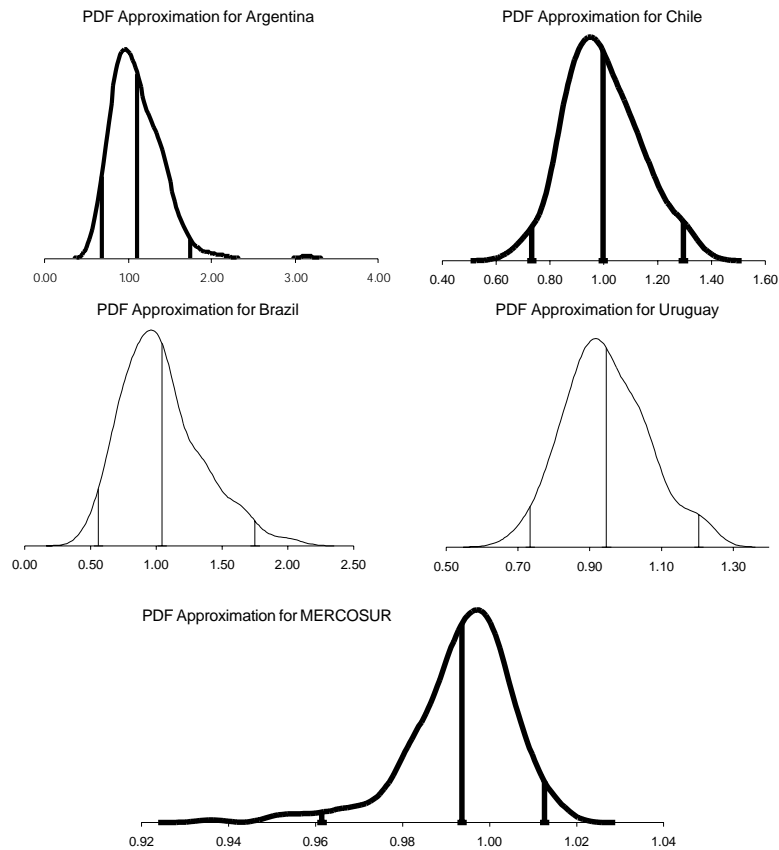 PDF Approximation for Argentina
0.00 100 2.00 3.00 4.00
PDF Approximation for Chile
0.40 0.60 0.80 1.00 1.20 1.40 1.60
PDF Approximation for Brazil
0.00 0.50 1.00 1.50 2.00 2.50
PDF Approximation for Uruguay
0.50 0.70 0.90 1.10 1.30
PDF Approximation for MERCOSUR
0.92 0.94 0.96 0.98 1.00 1.02 1.04